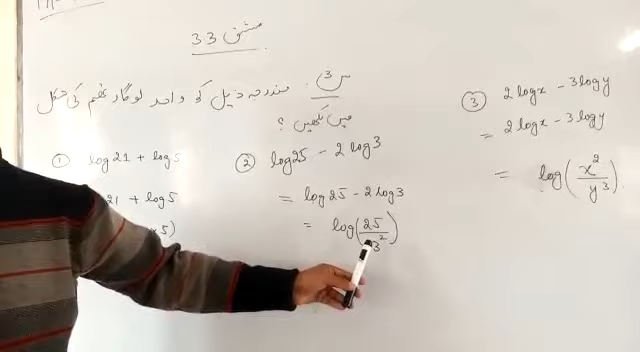 مشق 3.3
س3. مندرجہ ذیل کو واحد لوگارتھم کی شکل
میں لکھیں ؟
① log 21 + log 5
21 + log 5
×5)
② log 25 - 2 log 3
= log 25 - 2 log 3
= log(25/3²)
③ 2 log x - 3 log y
= 2 log x - 3 log y
= log(x²/y³)